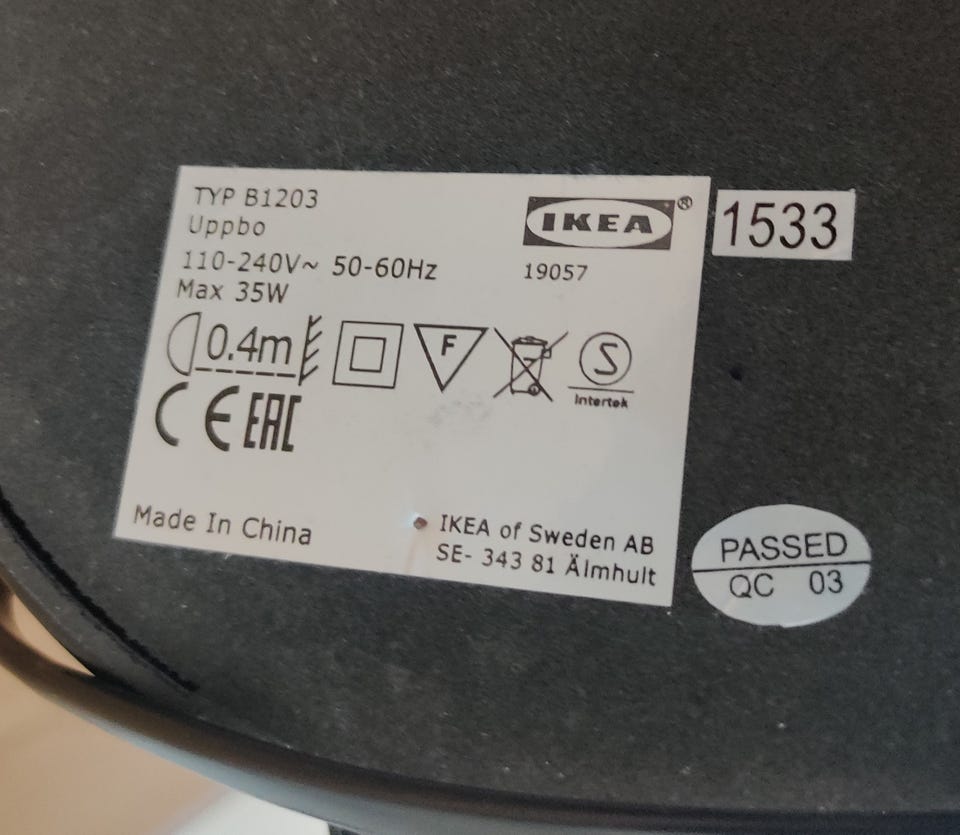 TYP B1203
Uppbo
110-240V~ 50-60Hz
Max 35W
IKEA®
19057
1533
0.4m
F
S
Intertek
CE EAC
Made In China
IKEA of Sweden AB
SE- 343 81 Älmhult
PASSED
QC 03